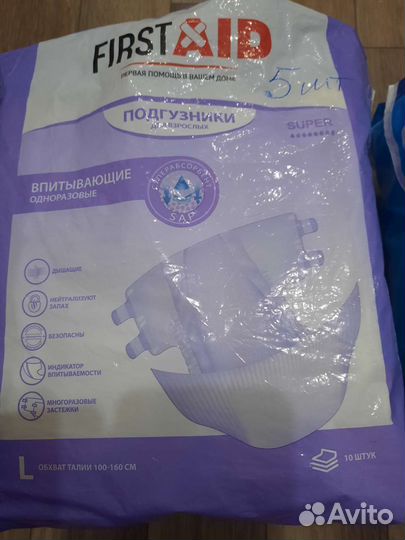 FIRST AID
ПЕРВАЯ ПОМОЩЬ В ВАШЕМ ДОМЕ
5 шт
ПОДГУЗНИКИ
ДЛЯ ВЗРОСЛЫХ
SUPER
ВПИТЫВАЮЩИЕ
ОДНОРАЗОВЫЕ
СУПЕРАБСОРБЕНТ
SAP
ДЫШАЩИЕ
НЕЙТРАЛИЗУЮТ
ЗАПАХ
БЕЗОПАСНЫ
ИНДИКАТОР
ВПИТЫВАЕМОСТИ
МНОГОРАЗОВЫЕ
ЗАСТЕЖКИ
L ОБХВАТ ТАЛИИ 100-160 СМ
10 ШТУК
Avito